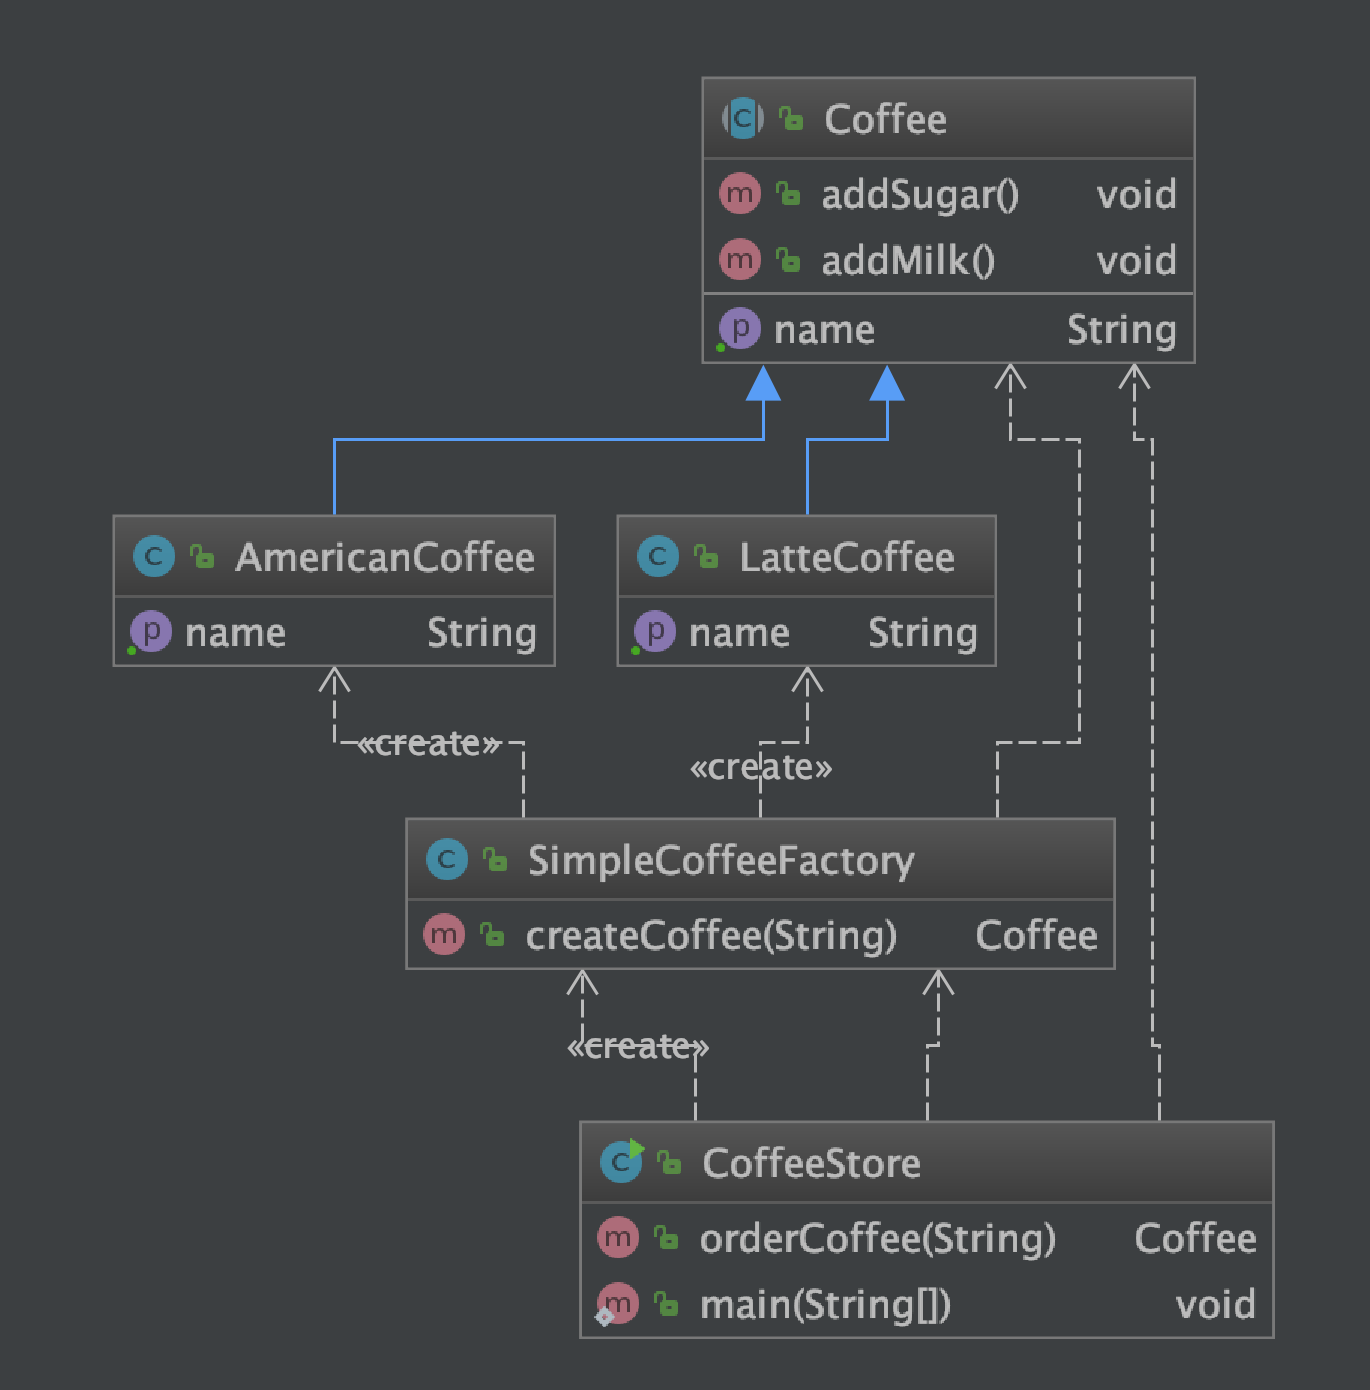 C Coffee
m addSugar() void
m addMilk() void
p name String
C AmericanCoffee
p name String
C LatteCoffee
p name String
«create»
«create»
C SimpleCoffeeFactory
m createCoffee(String) Coffee
«create»
C CoffeeStore
m orderCoffee(String) Coffee
m main(String[]) void